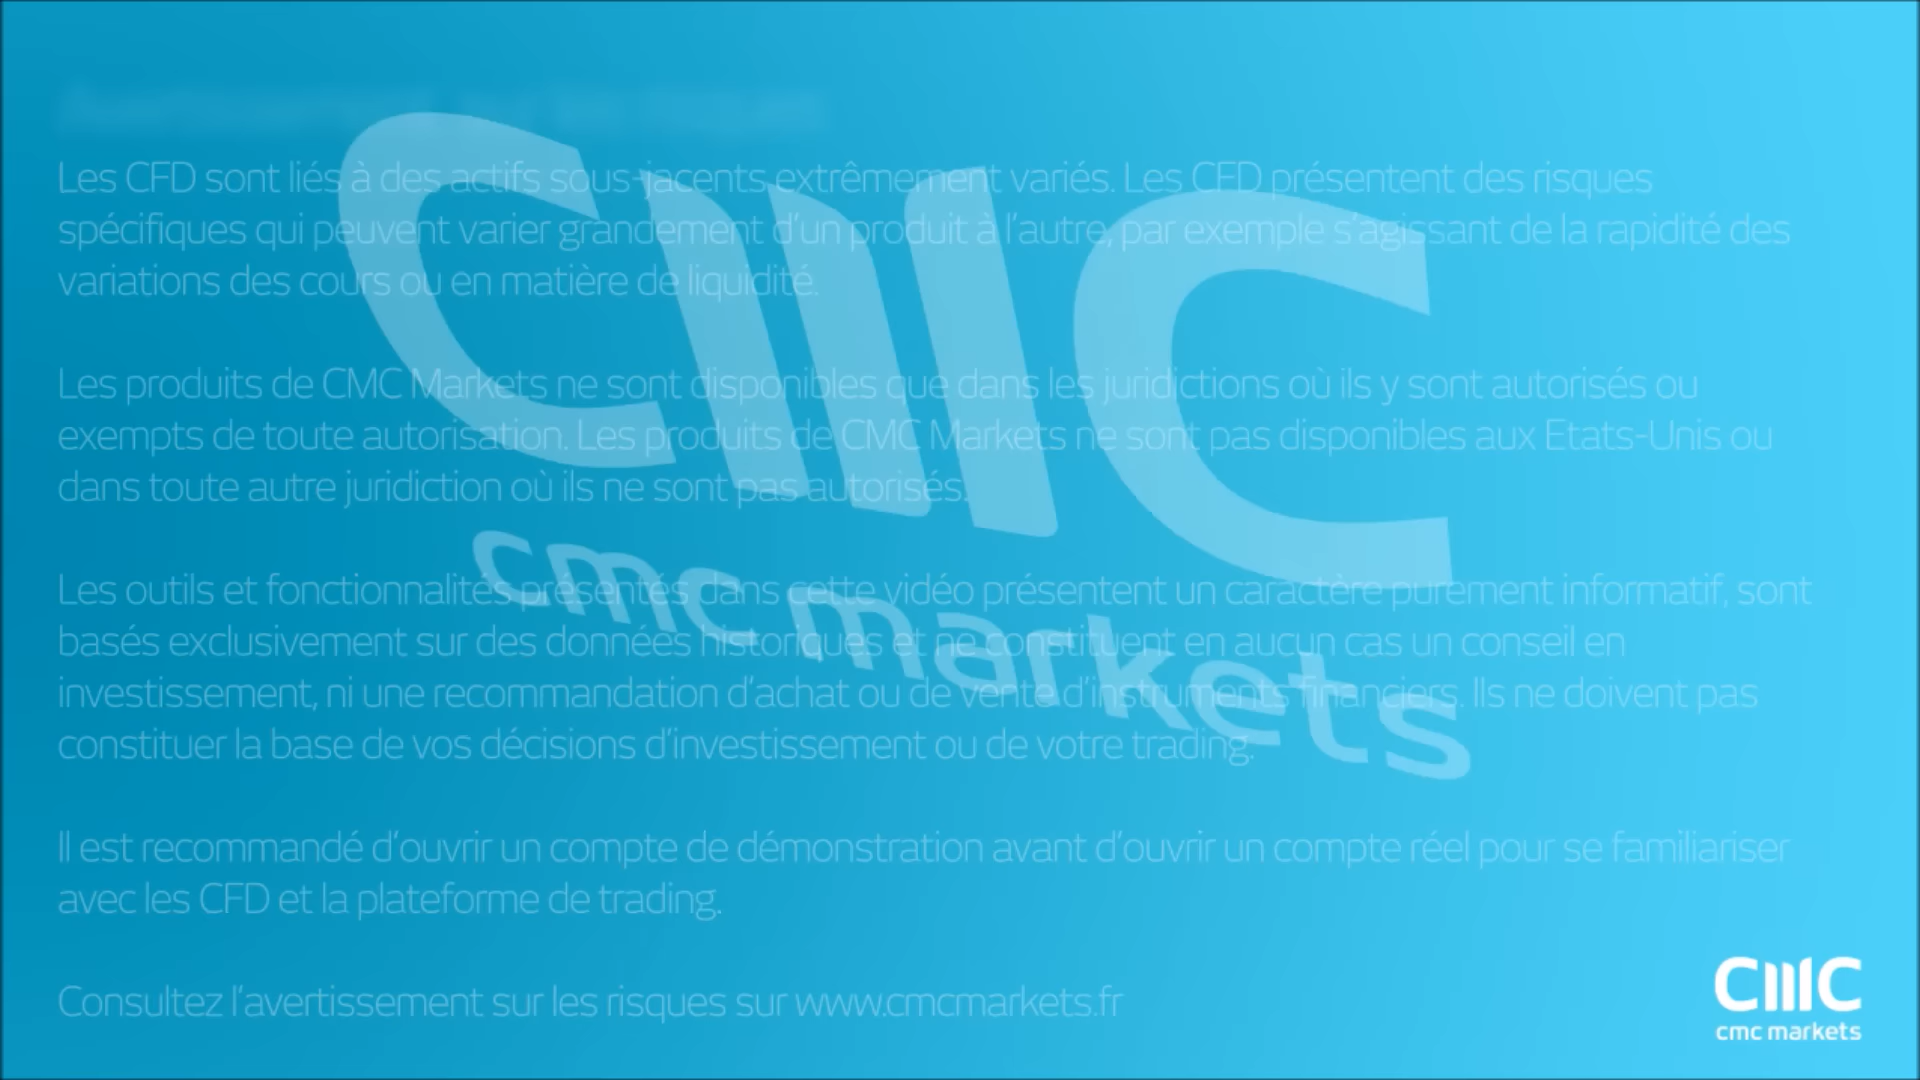 Avertissement sur les risques
Les CFD sont liés à des actifs sous-jacents extrêmement variés. Les CFD présentent des risques
spécifiques qui peuvent varier grandement d'un produit à l'autre, par exemple s'agissant de la rapidité des
variations des cours ou en matière de liquidité.
Les produits de CMC Markets ne sont disponibles que dans les juridictions où ils y sont autorisés ou
exempts de toute autorisation. Les produits de CMC Markets ne sont pas disponibles aux Etats-Unis ou
dans toute autre juridiction où ils ne sont pas autorisés.
Les outils et fonctionnalités présentés dans cette vidéo présentent un caractère purement informatif, sont
basés exclusivement sur des données historiques et ne constituent en aucun cas un conseil en
investissement, ni une recommandation d'achat ou de vente d'instruments financiers. Ils ne doivent pas
constituer la base de vos décisions d'investissement ou de votre trading.
Il est recommandé d'ouvrir un compte de démonstration avant d'ouvrir un compte réel pour se familiariser
avec les CFD et la plateforme de trading.
Consultez l'avertissement sur les risques sur www.cmcmarkets.fr
cmc
cmc markets
cmc
cmc markets